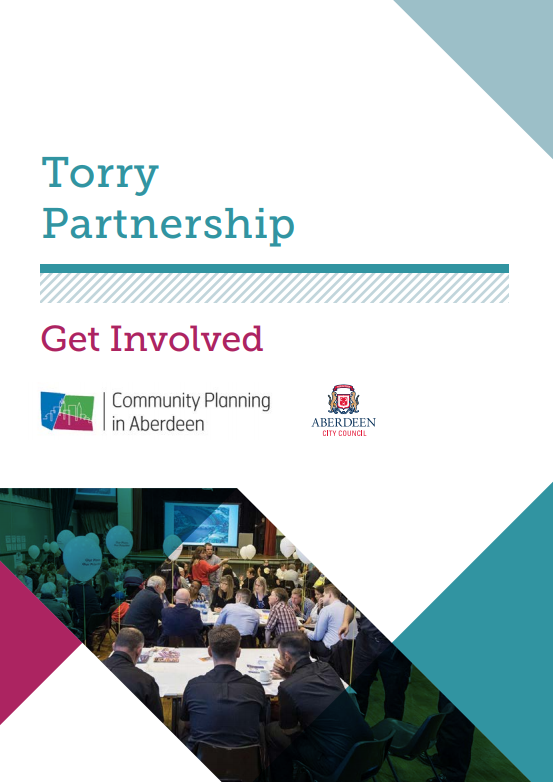 Torry
Partnership
Get Involved
Community Planning
in Aberdeen
ABERDEEN
CITY COUNCIL